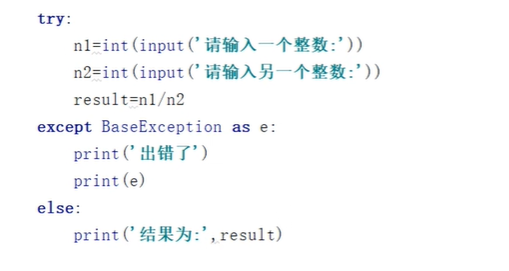 try:
    n1=int(input('请输入一个整数:'))
    n2=int(input('请输入另一个整数:'))
    result=n1/n2
except BaseException as e:
    print('出错了')
    print(e)
else:
    print('结果为:',result)